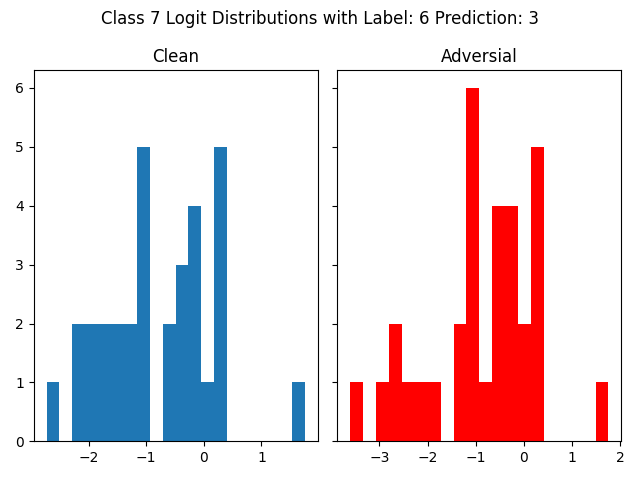 Class 7 Logit Distributions with Label: 6 Prediction: 3
Clean
Adversial
6
5
4
3
2
1
0
−2 −1 0 1
−3 −2 −1 0 1 2